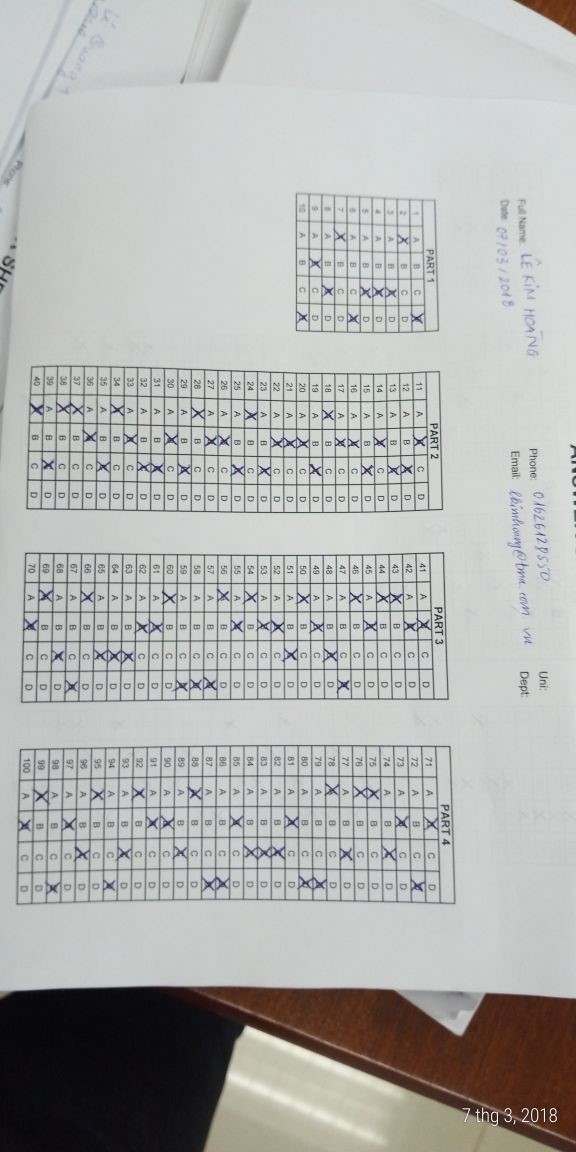 Full Name: LÊ KIM HOÀNG
Phone: 01626128550
Uni:
Date: 07/03/2018
Email:
Dept:
PART 1
1 A B C X
2 X B C D
3 A B X D
4 A B X D
5 A B X D
6 A B C X
7 X B C D
8 A B X D
9 A X C D
10 A B C X
PART 2
11 A X C D
12 A B X D
13 A B X D
14 A X C D
15 A B X D
16 A X C D
17 A X C D
18 X B C D
19 A B X D
20 A X C D
21 A X C D
22 A X C D
23 A B X D
24 X B C D
25 A B X D
26 A X C D
27 A X C D
28 X B C D
29 A B X D
30 A X C D
31 A B X D
32 A B X D
33 A X C D
34 X B C D
35 A B X D
36 A X C D
37 X B C D
38 X B C D
39 A B X D
40 X B C D
PART 3
41 A X C D
42 A X C D
43 X B C D
44 X B C D
45 A X C D
46 X B C D
47 A B C X
48 A B X D
49 A X C D
50 X B C D
51 A B X D
52 A X C D
53 A X C D
54 X B C D
55 A X C D
56 X B C D
57 A B C X
58 A B C X
59 A B C X
60 X B C D
61 A X C D
62 A X C D
63 A B X D
64 A B X D
65 A B X D
66 X B C D
67 A B C X
68 A B X D
69 X B C D
70 A X C D
PART 4
71 A X C D
72 A B C X
73 A X C D
74 A B X D
75 X B C D
76 X B C D
77 A B X D
78 X B C D
79 A B C X
80 A B C X
81 A X C D
82 A B X D
83 A B X D
84 A B X D
85 A X C D
86 A B C X
87 A B C X
88 X B C D
89 A B X D
90 A X C D
91 A X C D
92 X B C D
93 A B X D
94 A B C X
95 X B C D
96 A B X D
97 A X C D
98 A B C X
99 X B C D
100 A X C D
7 thg 3, 2018